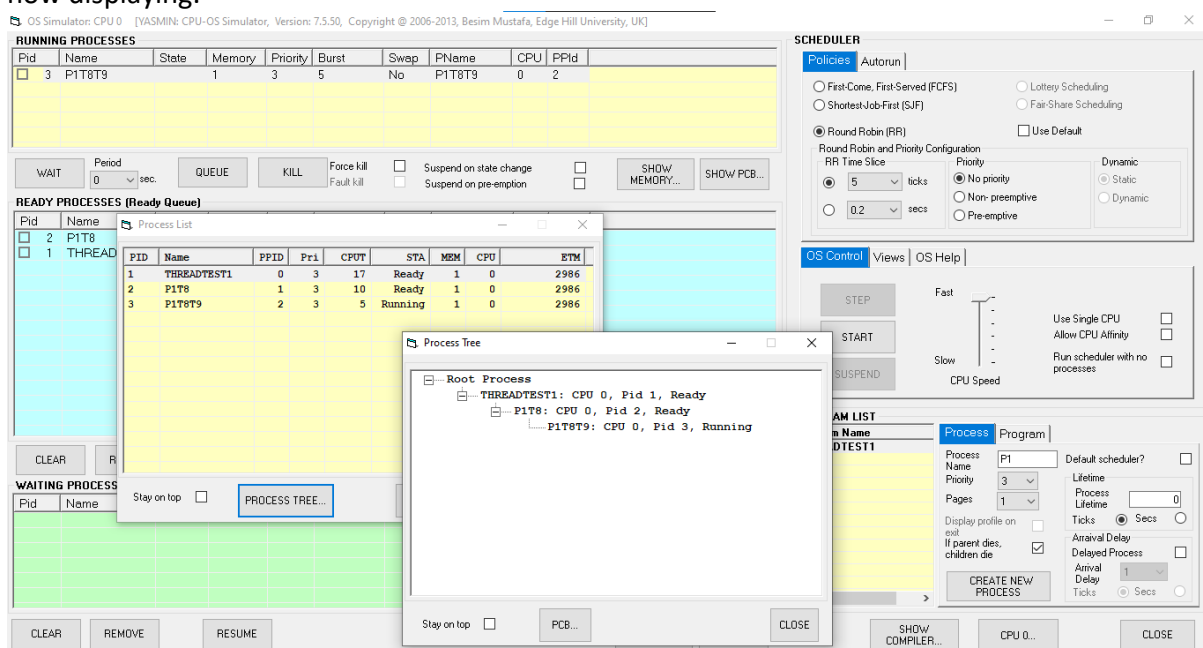 now displaying.
OS Simulator: CPU 0 [YASMIN: CPU-OS Simulator, Version: 7.5.50, Copyright @ 2006-2013, Besim Mustafa, Edge Hill University, UK]
RUNNING PROCESSES
Pid Name State Memory Priority Burst Swap PName CPU PPId
3 P1T8T9 1 3 5 No P1T8T9 0 2
WAIT
Period
0 sec.
QUEUE
KILL
Force kill
Fault kill
Suspend on state change
Suspend on pre-emption
SHOW MEMORY...
SHOW PCB...
READY PROCESSES (Ready Queue)
Pid Name
2 P1T8
1 THREAD
CLEAR
R
WAITING PROCESS
Pid Name
CLEAR
REMOVE
RESUME
Process List
PID Name PPID Pri CPUT STA MEM CPU ETM
1 THREADTEST1 0 3 17 Ready 1 0 2986
2 P1T8 1 3 10 Ready 1 0 2986
3 P1T8T9 2 3 5 Running 1 0 2986
Stay on top
PROCESS TREE...
Process Tree
Root Process
THREADTEST1: CPU 0, Pid 1, Ready
P1T8: CPU 0, Pid 2, Ready
P1T8T9: CPU 0, Pid 3, Running
Stay on top
PCB...
CLOSE
SCHEDULER
Policies Autorun
First-Come, First-Served (FCFS)
Lottery Scheduling
Shortest-Job-First (SJF)
Fair-Share Scheduling
Round Robin (RR)
Use Default
Round Robin and Priority Configuration
RR Time Slice
5 ticks
0.2 secs
Priority
No priority
Non- preemptive
Pre-emptive
Dynamic
Static
Dynamic
OS Control Views OS Help
STEP
START
SUSPEND
Fast
Slow
CPU Speed
Use Single CPU
Allow CPU Affinity
Run scheduler with no
processes
AM LIST
n Name
DTEST1
Process Program
Process
Name
P1
Default scheduler?
Priority
3
Pages
1
Display profile on
exit
If parent dies,
children die
CREATE NEW
PROCESS
Lifetime
Process
Lifetime
0
Ticks Secs
Arraival Delay
Delayed Process
Arrival
Delay
1
Ticks Secs
SHOW
COMPILER...
CPU 0...
CLOSE